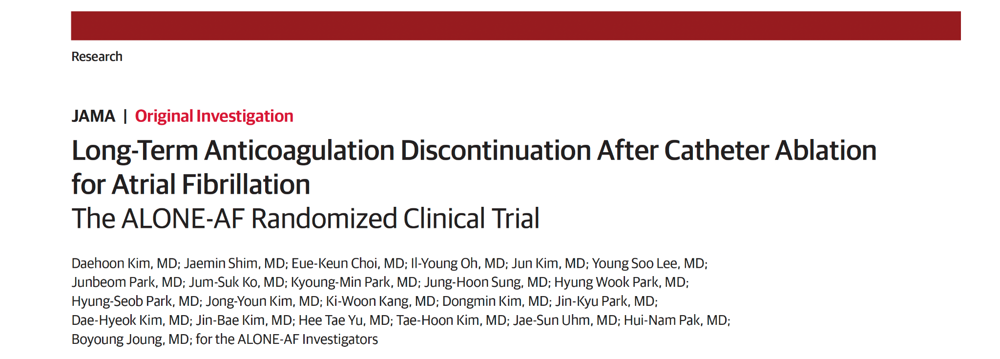 Research
JAMA | Original Investigation
Long-Term Anticoagulation Discontinuation After Catheter Ablation
for Atrial Fibrillation
The ALONE-AF Randomized Clinical Trial
Daehoon Kim, MD; Jaemin Shim, MD; Eue-Keun Choi, MD; Il-Young Oh, MD; Jun Kim, MD; Young Soo Lee, MD;
Junbeom Park, MD; Jum-Suk Ko, MD; Kyoung-Min Park, MD; Jung-Hoon Sung, MD; Hyung Wook Park, MD;
Hyung-Seob Park, MD; Jong-Youn Kim, MD; Ki-Woon Kang, MD; Dongmin Kim, MD; Jin-Kyu Park, MD;
Dae-Hyeok Kim, MD; Jin-Bae Kim, MD; Hee Tae Yu, MD; Tae-Hoon Kim, MD; Jae-Sun Uhm, MD; Hui-Nam Pak, MD;
Boyoung Joung, MD; for the ALONE-AF Investigators